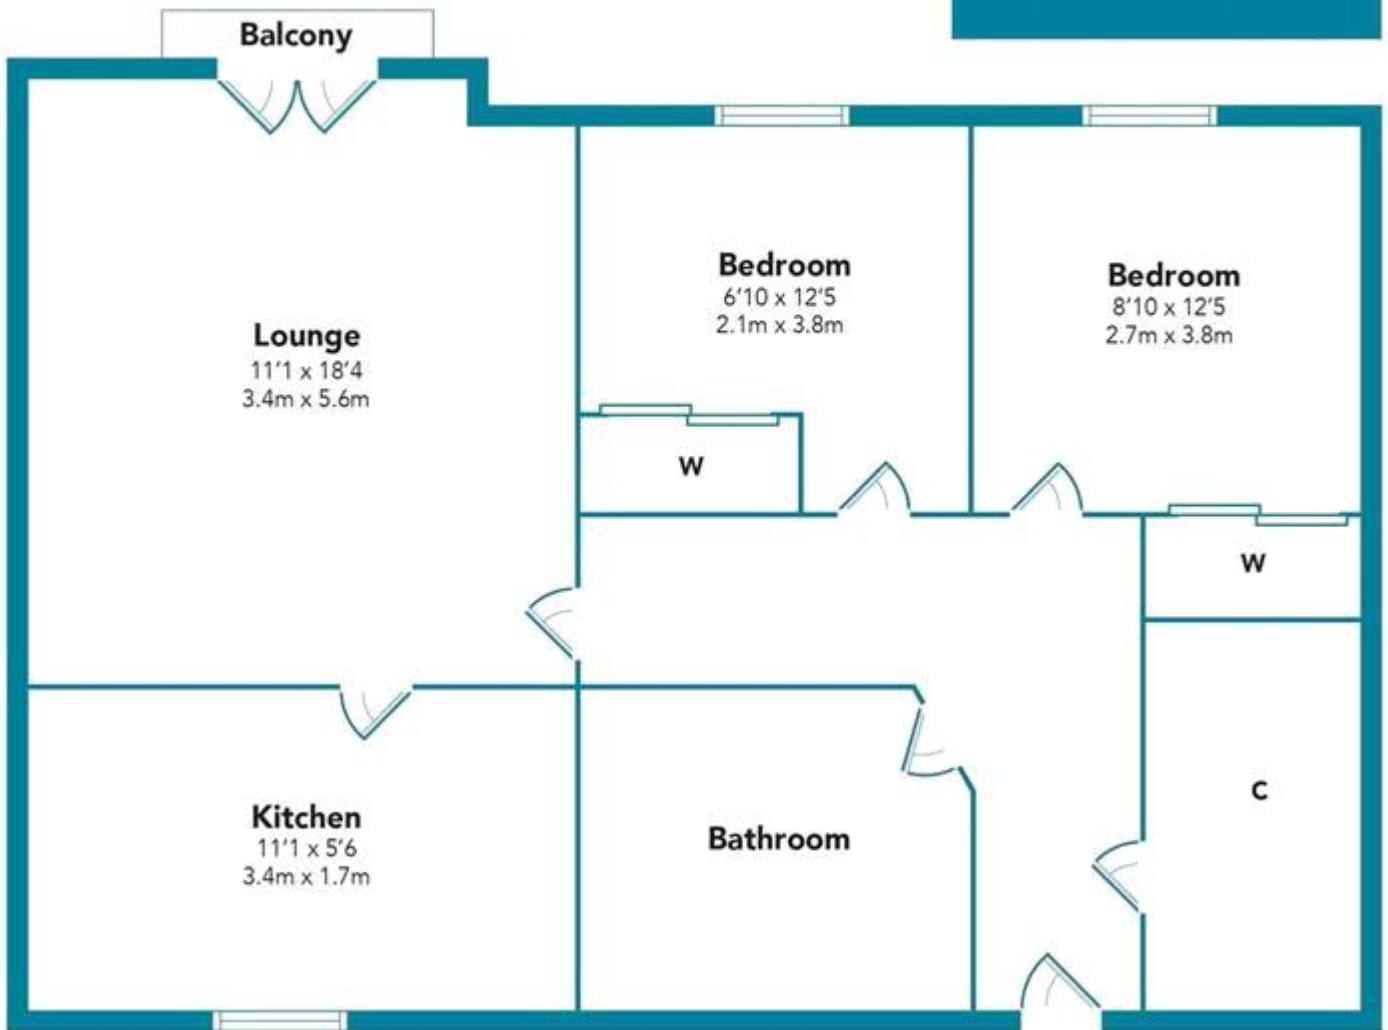 Balcony
Lounge
11'1 x 18'4
3.4m x 5.6m
Bedroom
6'10 x 12'5
2.1m x 3.8m
Bedroom
8'10 x 12'5
2.7m x 3.8m
W
W
Kitchen
11'1 x 5'6
3.4m x 1.7m
Bathroom
C